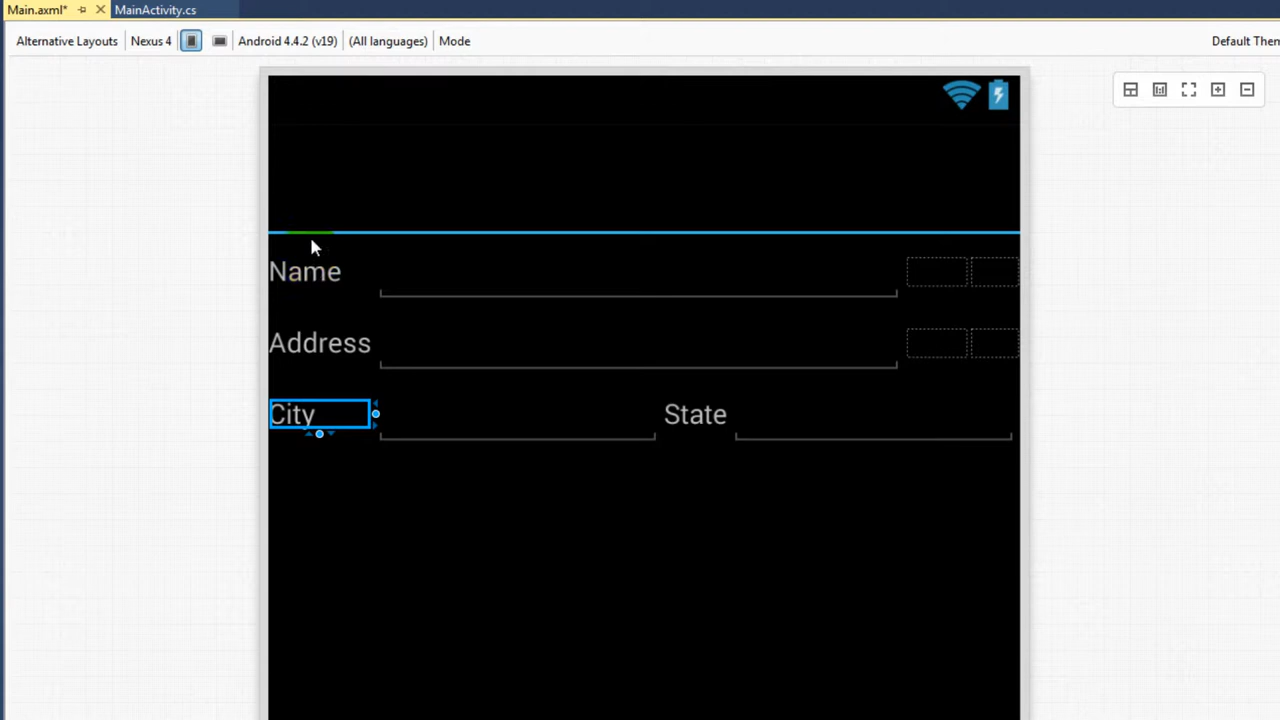 Main.axml* MainActivity.cs
Alternative Layouts Nexus 4 Android 4.4.2 (v19) (All languages) Mode Default Them
Name
Address
City State